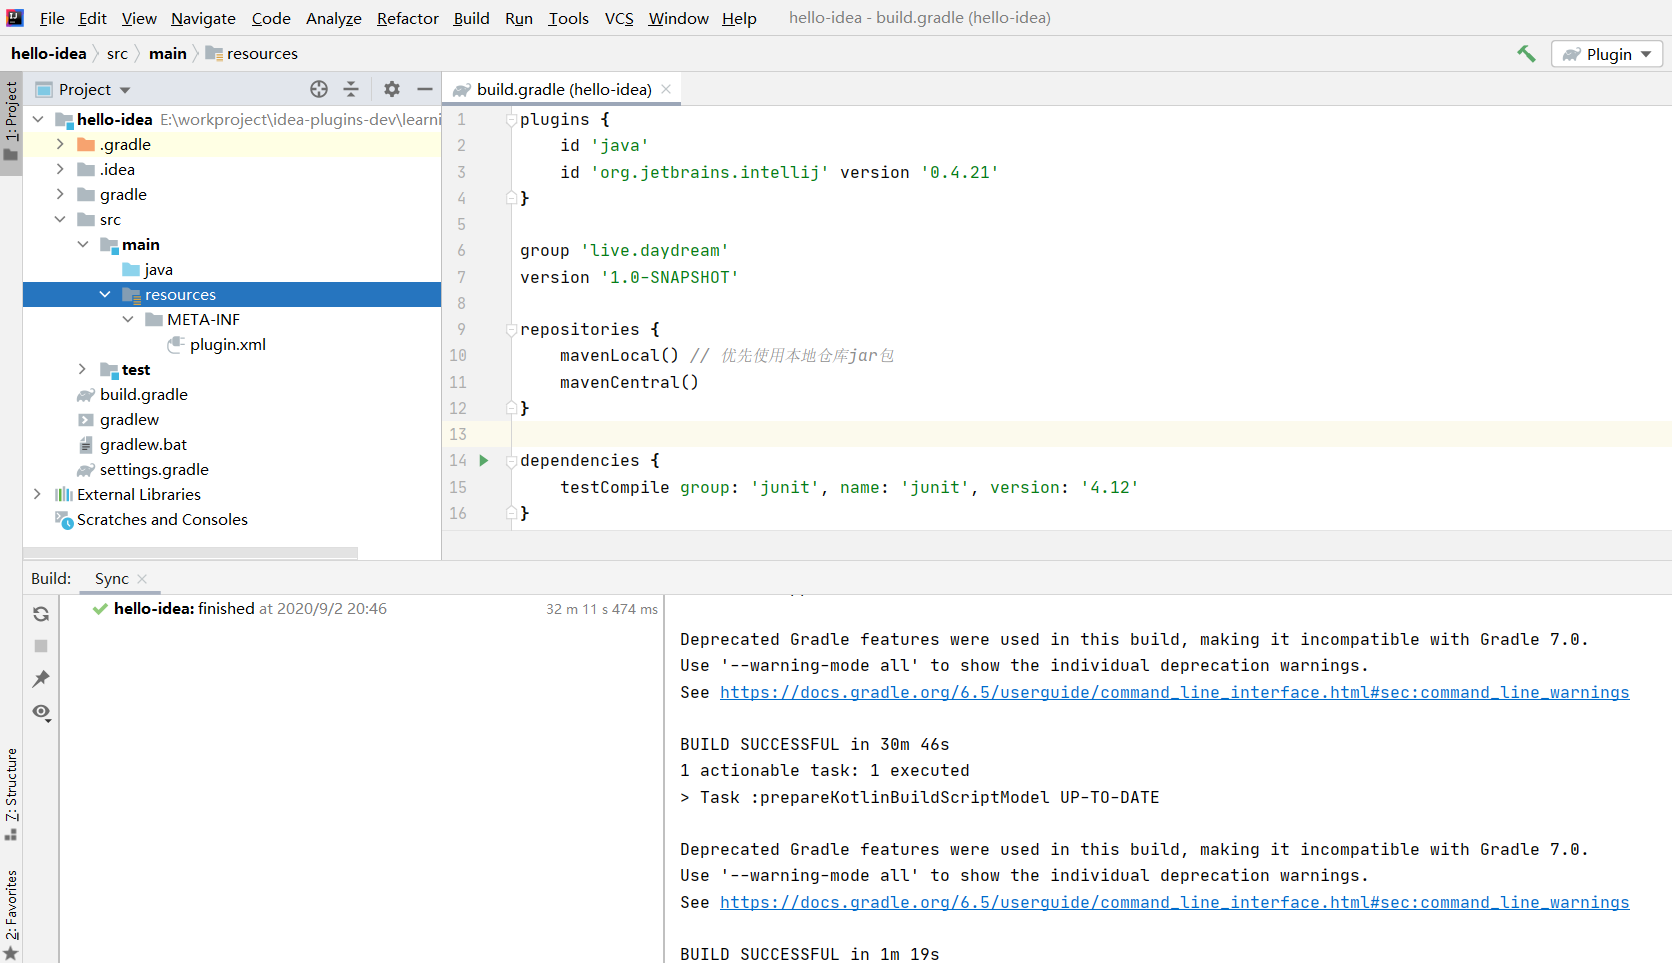 File Edit View Navigate Code Analyze Refactor Build Run Tools VCS Window Help hello-idea - build.gradle (hello-idea)
hello-idea src main resources
Plugin
1: Project
Project
build.gradle (hello-idea)
hello-idea E:\workproject\idea-plugins-dev\learni
.gradle
.idea
gradle
src
main
java
resources
META-INF
plugin.xml
test
build.gradle
gradlew
gradlew.bat
settings.gradle
External Libraries
Scratches and Consoles
1 plugins {
2 id 'java'
3 id 'org.jetbrains.intellij' version '0.4.21'
4 }
5
6 group 'live.daydream'
7 version '1.0-SNAPSHOT'
8
9 repositories {
10 mavenLocal() // 优先使用本地仓库jar包
11 mavenCentral()
12 }
13
14 dependencies {
15 testCompile group: 'junit', name: 'junit', version: '4.12'
16 }
Build: Sync
hello-idea: finished at 2020/9/2 20:46 32 m 11 s 474 ms
Deprecated Gradle features were used in this build, making it incompatible with Gradle 7.0.
Use '--warning-mode all' to show the individual deprecation warnings.
See https://docs.gradle.org/6.5/userguide/command_line_interface.html#sec:command_line_warnings
BUILD SUCCESSFUL in 30m 46s
1 actionable task: 1 executed
> Task :prepareKotlinBuildScriptModel UP-TO-DATE
Deprecated Gradle features were used in this build, making it incompatible with Gradle 7.0.
Use '--warning-mode all' to show the individual deprecation warnings.
See https://docs.gradle.org/6.5/userguide/command_line_interface.html#sec:command_line_warnings
BUILD SUCCESSFUL in 1m 19s
7: Structure
2: Favorites